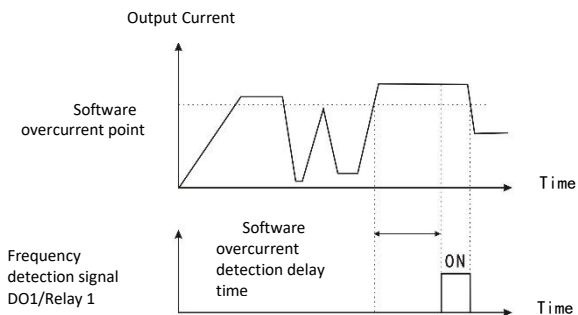 Output Current
Software
overcurrent point
Time
Software
overcurrent
detection delay
time
ON
Frequency
detection signal
DO1/Relay 1
Time